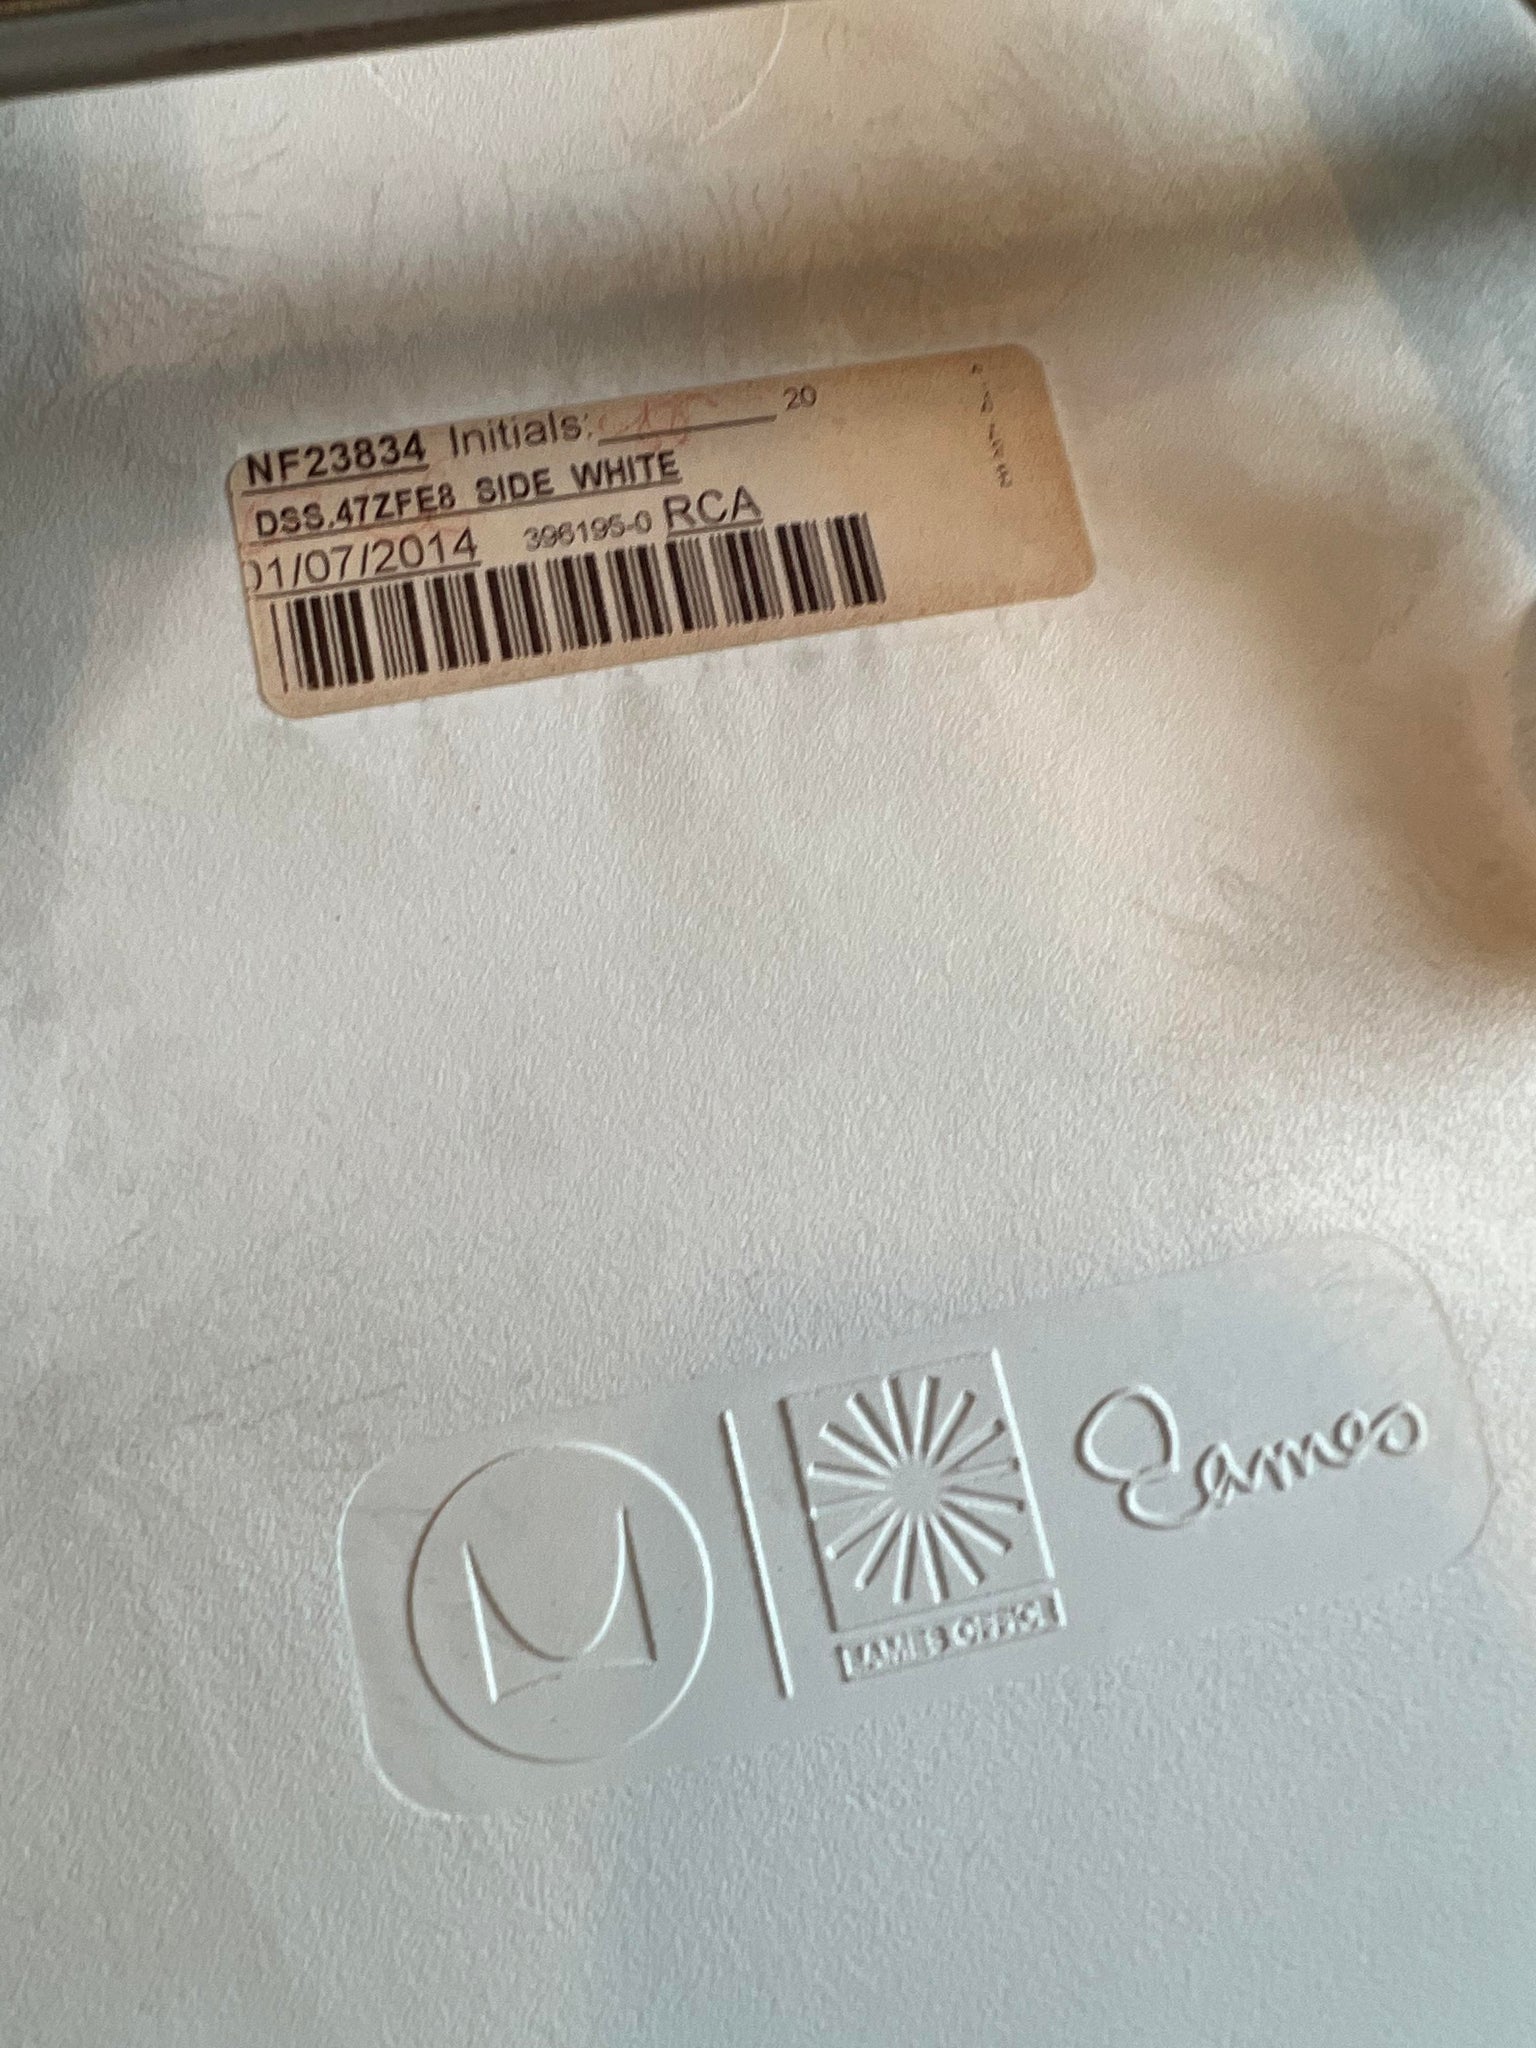 NF23834 Initials: 20
DSS.47ZFE8 SIDE WHITE
01/07/2014 396195-0 RCA
EAMES OFFICE
Eames